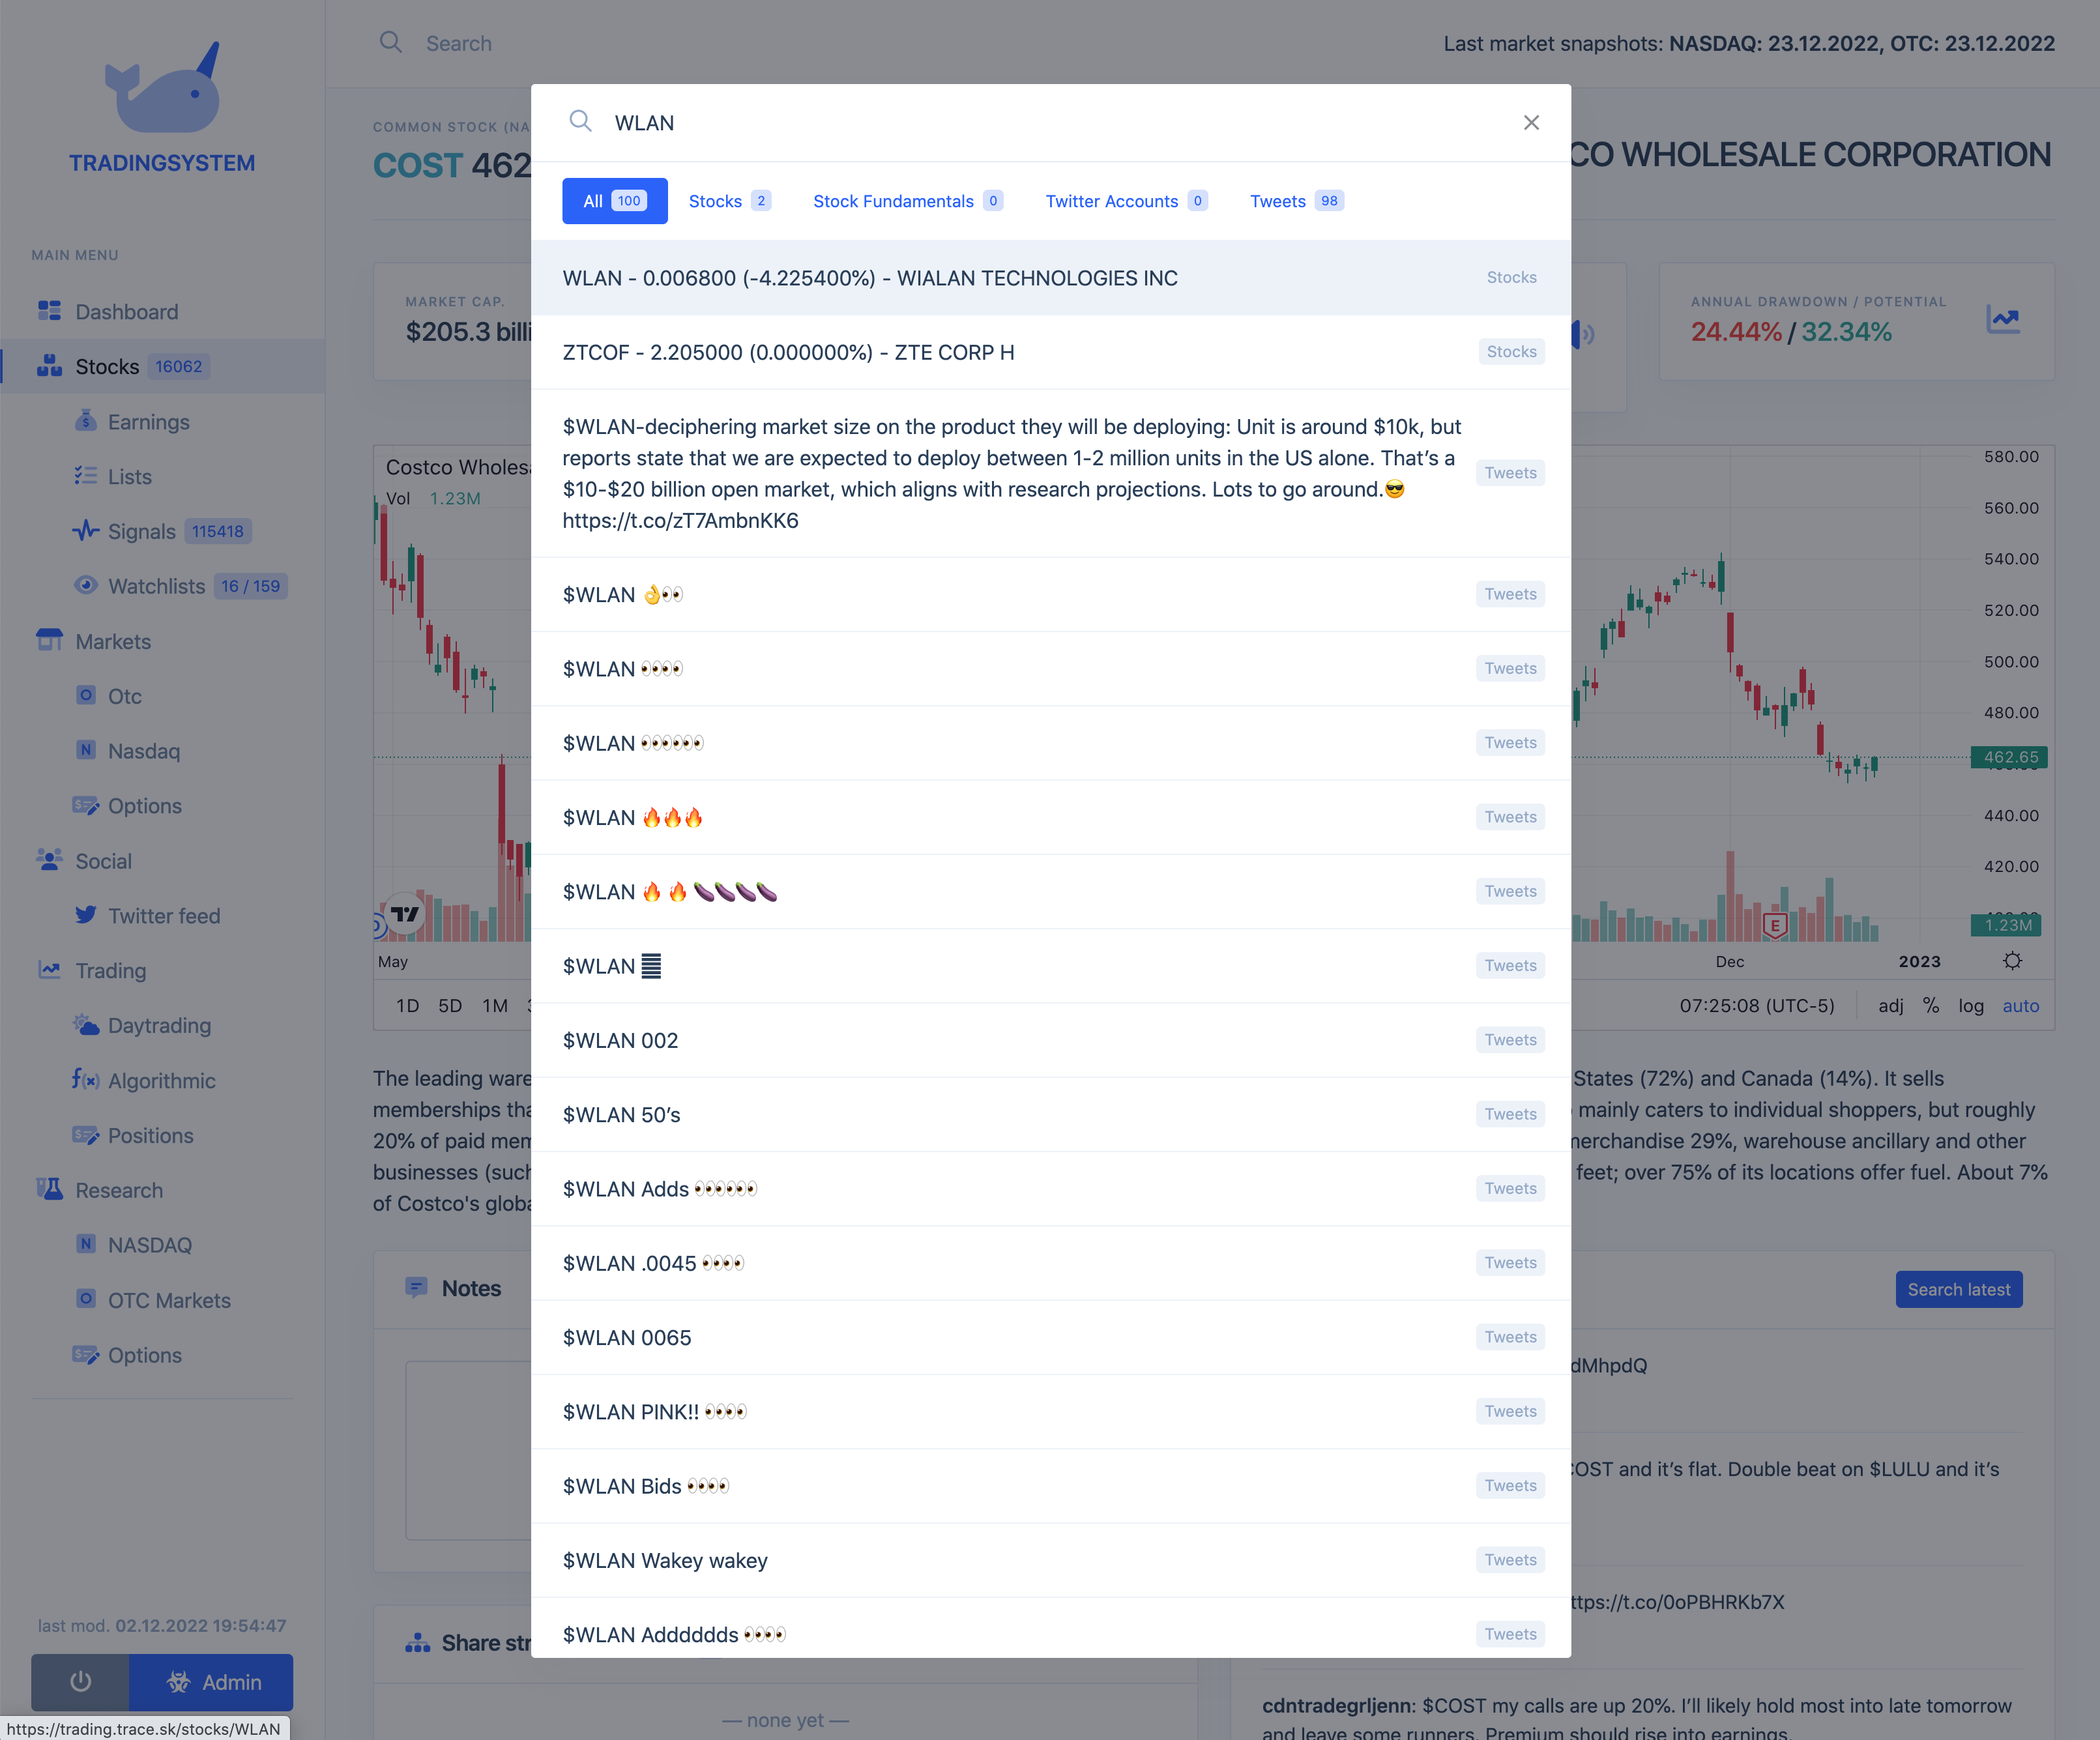 TRADINGSYSTEM
MAIN MENU
Dashboard
Stocks 16062
Earnings
Lists
Signals 115418
Watchlists 16 / 159
Markets
Otc
Nasdaq
Options
Social
Twitter feed
Trading
Daytrading
Algorithmic
Positions
Research
NASDAQ
OTC Markets
Options
last mod. 02.12.2022 19:54:47
Admin
https://trading.trace.sk/stocks/WLAN
Search
Last market snapshots: NASDAQ: 23.12.2022, OTC: 23.12.2022
COMMON STOCK (NA
COST 462
CO WHOLESALE CORPORATION
MARKET CAP.
$205.3 billi
ANNUAL DRAWDOWN / POTENTIAL
24.44% / 32.34%
WLAN
All 100
Stocks 2
Stock Fundamentals 0
Twitter Accounts 0
Tweets 98
WLAN - 0.006800 (-4.225400%) - WIALAN TECHNOLOGIES INC Stocks
ZTCOF - 2.205000 (0.000000%) - ZTE CORP H Stocks
$WLAN-deciphering market size on the product they will be deploying: Unit is around $10k, but
reports state that we are expected to deploy between 1-2 million units in the US alone. That’s a
$10-$20 billion open market, which aligns with research projections. Lots to go around.😎
https://t.co/zT7AmbnKK6
Tweets
$WLAN 👌👀 Tweets
$WLAN 👀👀 Tweets
$WLAN 👀👀👀 Tweets
$WLAN 🔥🔥🔥 Tweets
$WLAN 🔥 🔥 🍆🍆🍆🍆 Tweets
$WLAN Tweets
$WLAN 002 Tweets
$WLAN 50’s Tweets
$WLAN Adds 👀👀👀 Tweets
$WLAN .0045 👀👀 Tweets
$WLAN 0065 Tweets
$WLAN PINK!! 👀👀 Tweets
$WLAN Bids 👀👀 Tweets
$WLAN Wakey wakey Tweets
$WLAN Adddddds 👀👀 Tweets
Costco Wholesa
Vol 1.23M
580.00
560.00
540.00
520.00
500.00
480.00
462.65
440.00
420.00
1.23M
E
May
Dec
2023
1D 5D 1M
07:25:08 (UTC-5)
adj % log auto
The leading ware
States (72%) and Canada (14%). It sells
memberships tha
mainly caters to individual shoppers, but roughly
20% of paid mem
merchandise 29%, warehouse ancillary and other
businesses (such
feet; over 75% of its locations offer fuel. About 7%
of Costco's globa
Notes
Search latest
dMhpdQ
COST and it’s flat. Double beat on $LULU and it’s
ttps://t.co/0oPBHRKb7X
Share str
— none yet —
cdntradegrljenn: $COST my calls are up 20%. I’ll likely hold most into late tomorrow
and leave some runners. Premium should rise into earnings.